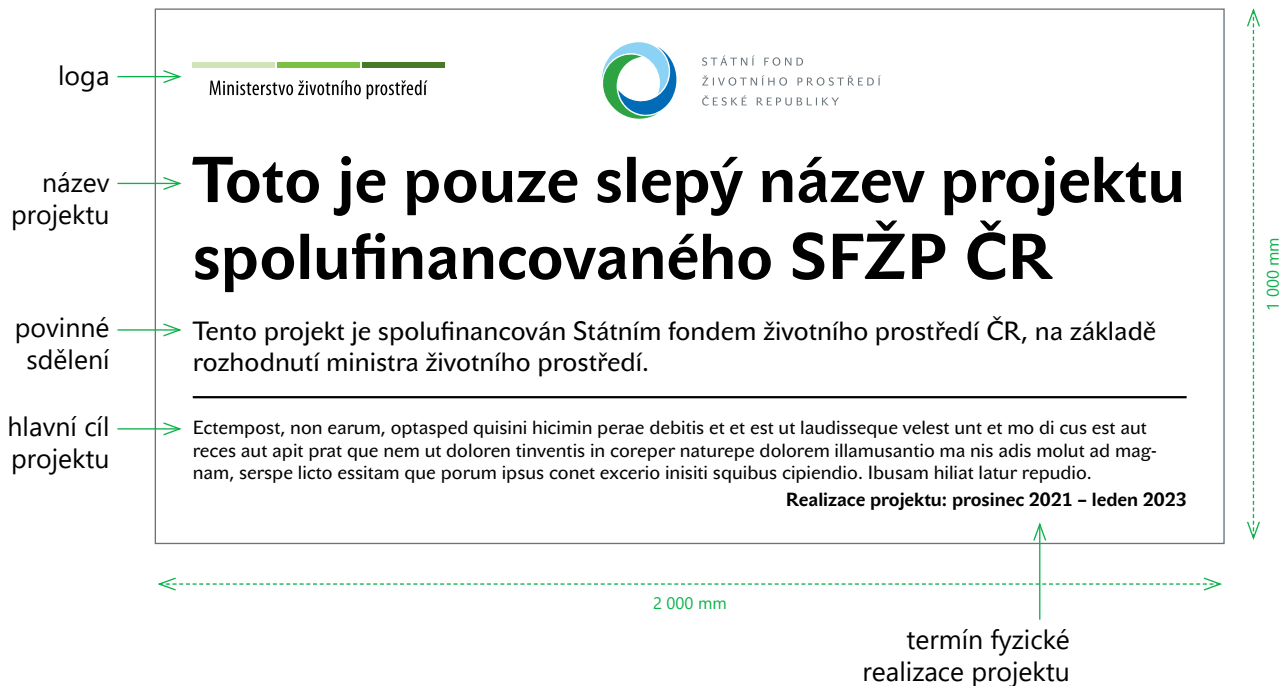 loga
Ministerstvo životního prostředí
STÁTNÍ FOND
ŽIVOTNÍHO PROSTŘEDÍ
ČESKÉ REPUBLIKY
název
projektu
Toto je pouze slepý název projektu
spolufinancovaného SFŽP ČR
1 000 mm
povinné
sdělení
Tento projekt je spolufinancován Státním fondem životního prostředí ČR, na základě
rozhodnutí ministra životního prostředí.
hlavní cíl
projektu
Ectempost, non earum, optasped quisini hicimin perae debitis et et est ut laudisseque velest unt et mo di cus est aut
reces aut apit prat que nem ut doloren tinventis in coreper naturepe dolorem illamusantio ma nis adis molut ad mag-
nam, serspe licto essitam que porum ipsus conet excerio inisiti squibus cipiendio. Ibusam hiliat latur repudio.
Realizace projektu: prosinec 2021 – leden 2023
2 000 mm
termín fyzické
realizace projektu